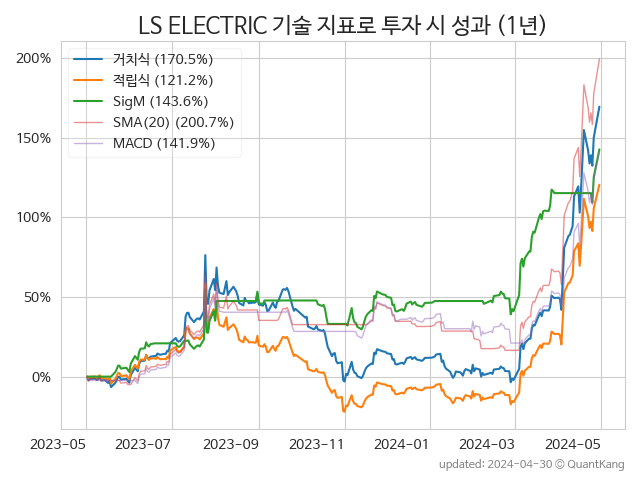 LS ELECTRIC 기술 지표로 투자 시 성과 (1년)
거치식 (170.5%)
적립식 (121.2%)
SigM (143.6%)
SMA(20) (200.7%)
MACD (141.9%)
200%
150%
100%
50%
0%
2023-05 2023-07 2023-09 2023-11 2024-01 2024-03 2024-05
updated: 2024-04-30 © QuantKang